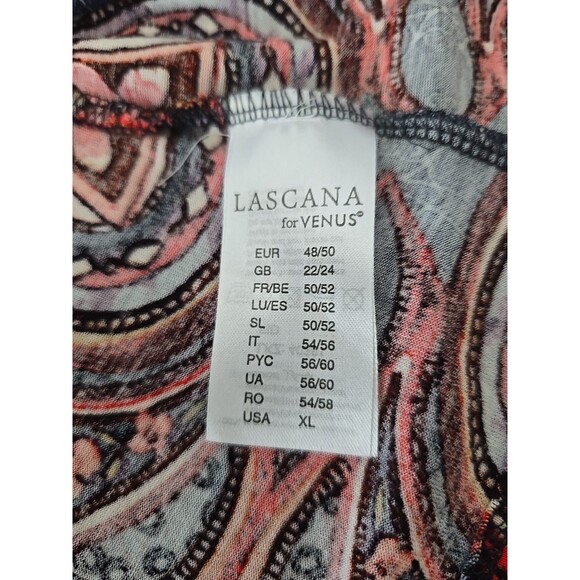 LASCANA
for VENUS®
EUR 48/50
GB 22/24
FR/BE 50/52
LU/ES 50/52
SL 50/52
IT 54/56
РУС 56/60
UA 56/60
RO 54/58
USA XL